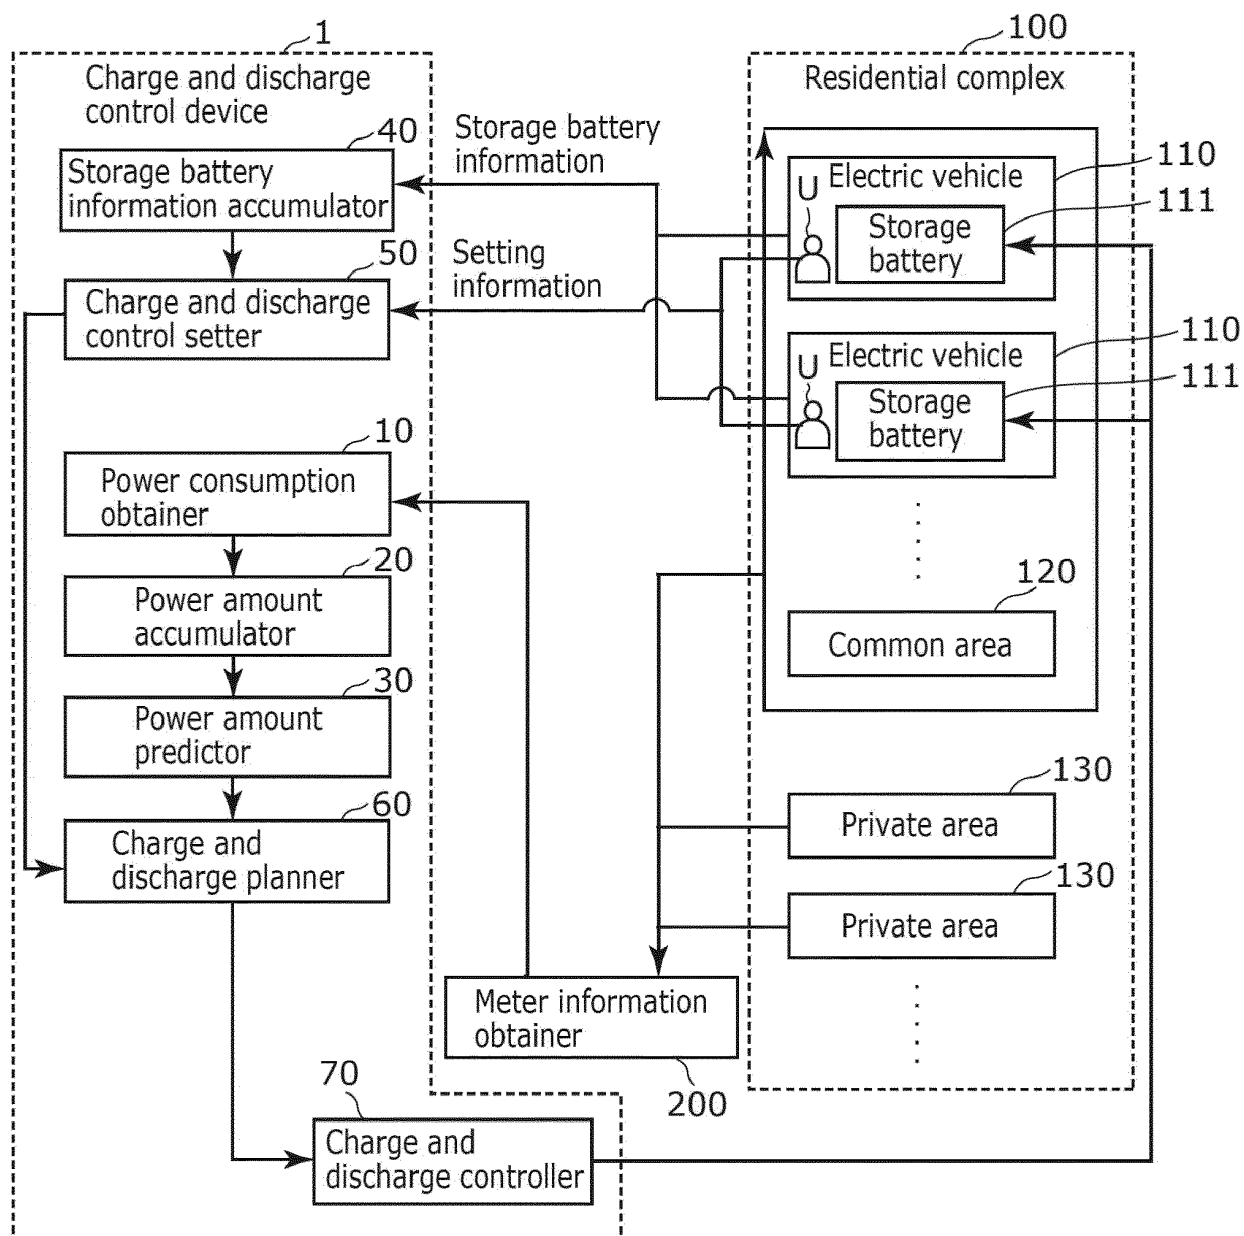 1
Charge and discharge
control device
40
Storage battery
information accumulator
50
Charge and discharge
control setter
10
Power consumption
obtainer
20
Power amount
accumulator
30
Power amount
predictor
60
Charge and
discharge planner
70
Charge and
discharge controller
Storage battery
information
Setting
information
Meter information
obtainer
200
100
Residential complex
110
Electric vehicle
U
111
Storage
battery
110
Electric vehicle
U
111
Storage
battery
120
Common area
130
Private area
130
Private area